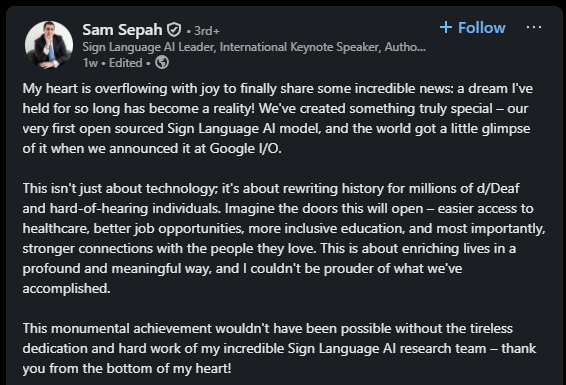 Sam Sepah • 3rd+
+ Follow ...
Sign Language AI Leader, International Keynote Speaker, Autho...
1w • Edited •
My heart is overflowing with joy to finally share some incredible news: a dream I've
held for so long has become a reality! We've created something truly special – our
very first open sourced Sign Language AI model, and the world got a little glimpse
of it when we announced it at Google I/O.
This isn't just about technology; it's about rewriting history for millions of d/Deaf
and hard-of-hearing individuals. Imagine the doors this will open – easier access to
healthcare, better job opportunities, more inclusive education, and most importantly,
stronger connections with the people they love. This is about enriching lives in a
profound and meaningful way, and I couldn't be prouder of what we've
accomplished.
This monumental achievement wouldn't have been possible without the tireless
dedication and hard work of my incredible Sign Language AI research team – thank
you from the bottom of my heart!